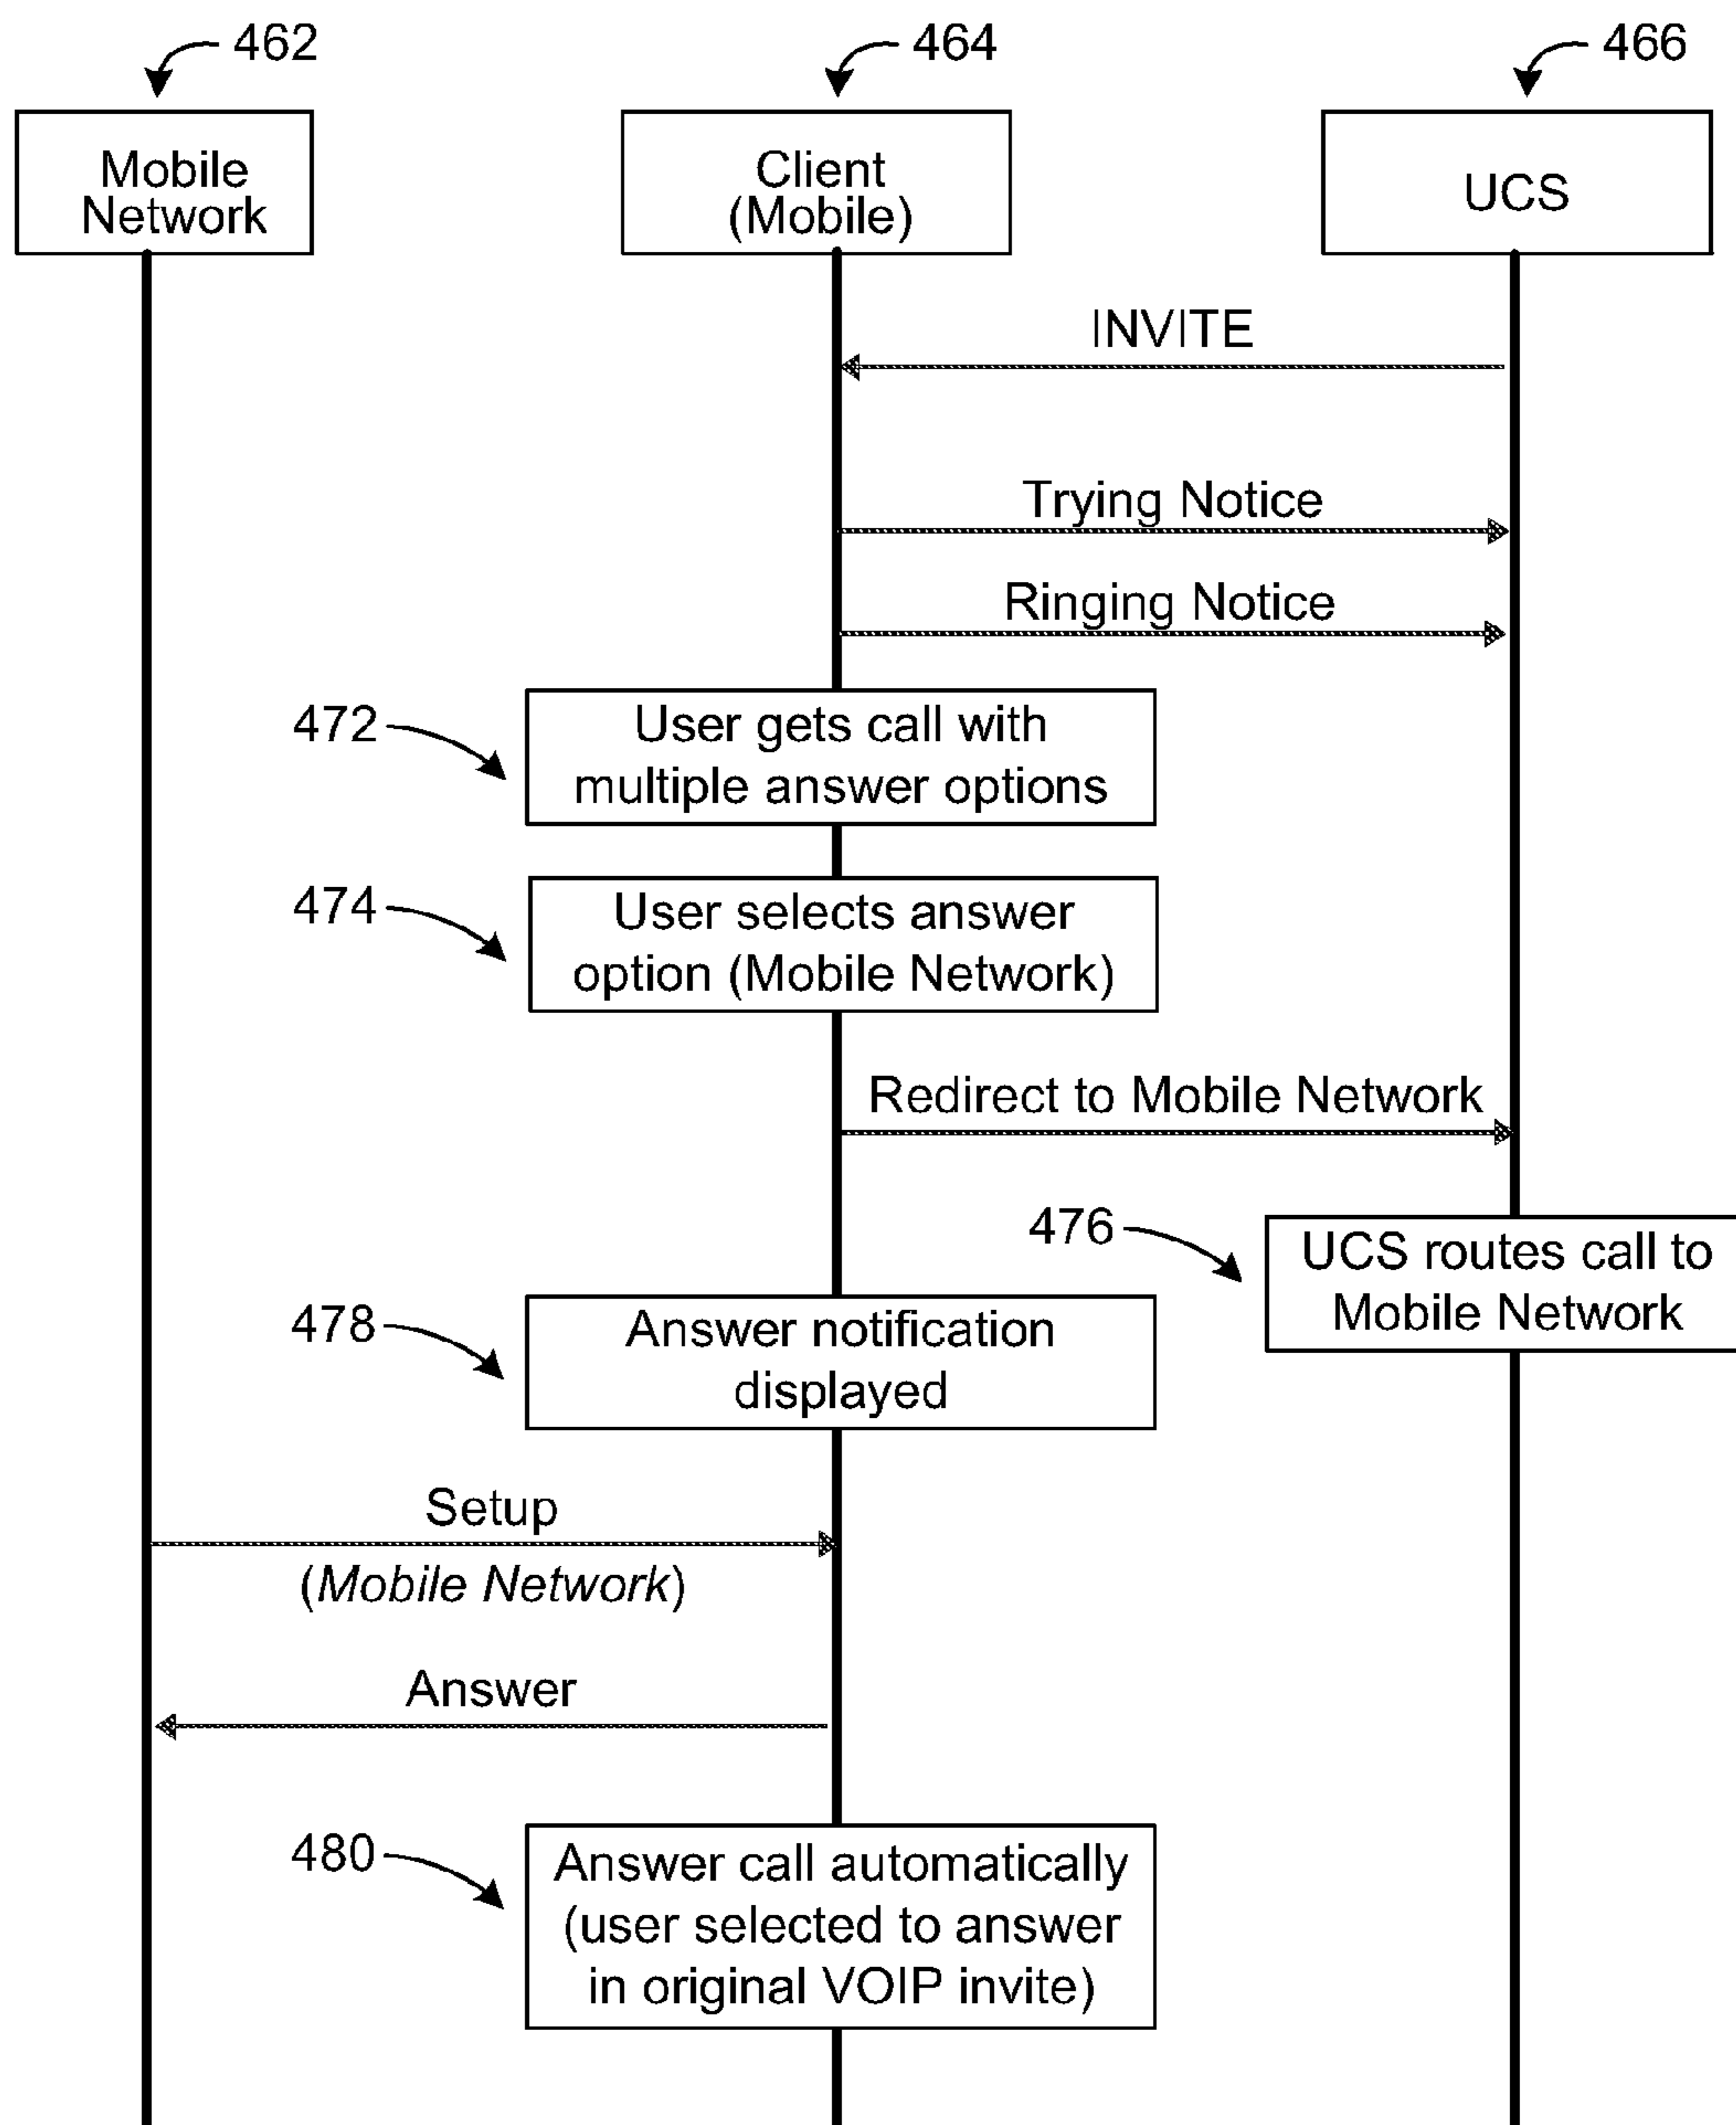 462
464
466
Mobile
Network
Client
(Mobile)
UCS
INVITE
Trying Notice
Ringing Notice
472
User gets call with
multiple answer options
474
User selects answer
option (Mobile Network)
Redirect to Mobile Network
476
UCS routes call to
Mobile Network
478
Answer notification
displayed
Setup
(Mobile Network)
Answer
480
Answer call automatically
(user selected to answer
in original VOIP invite)